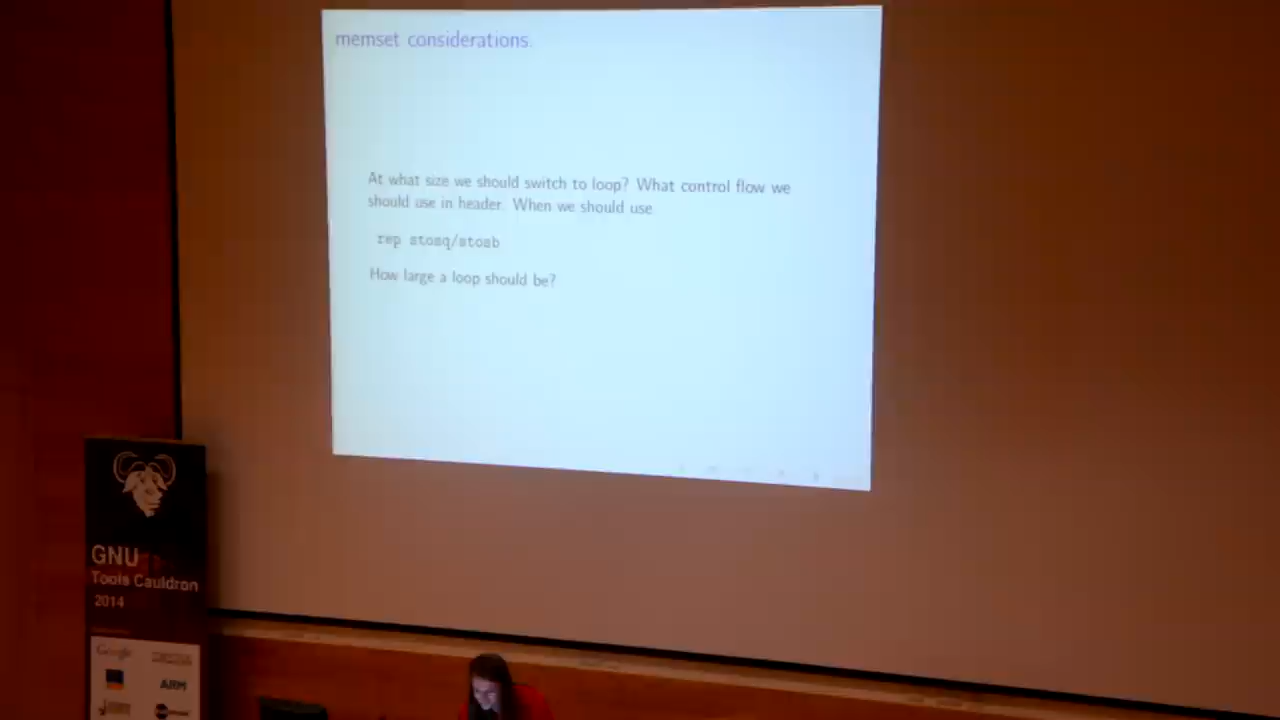 memset considerations.
At what size we should switch to loop? What control flow we
should use in header. When we should use
rep stosq/stosb
How large a loop should be?
GNU
Tools Cauldron
2014
Google
ARM